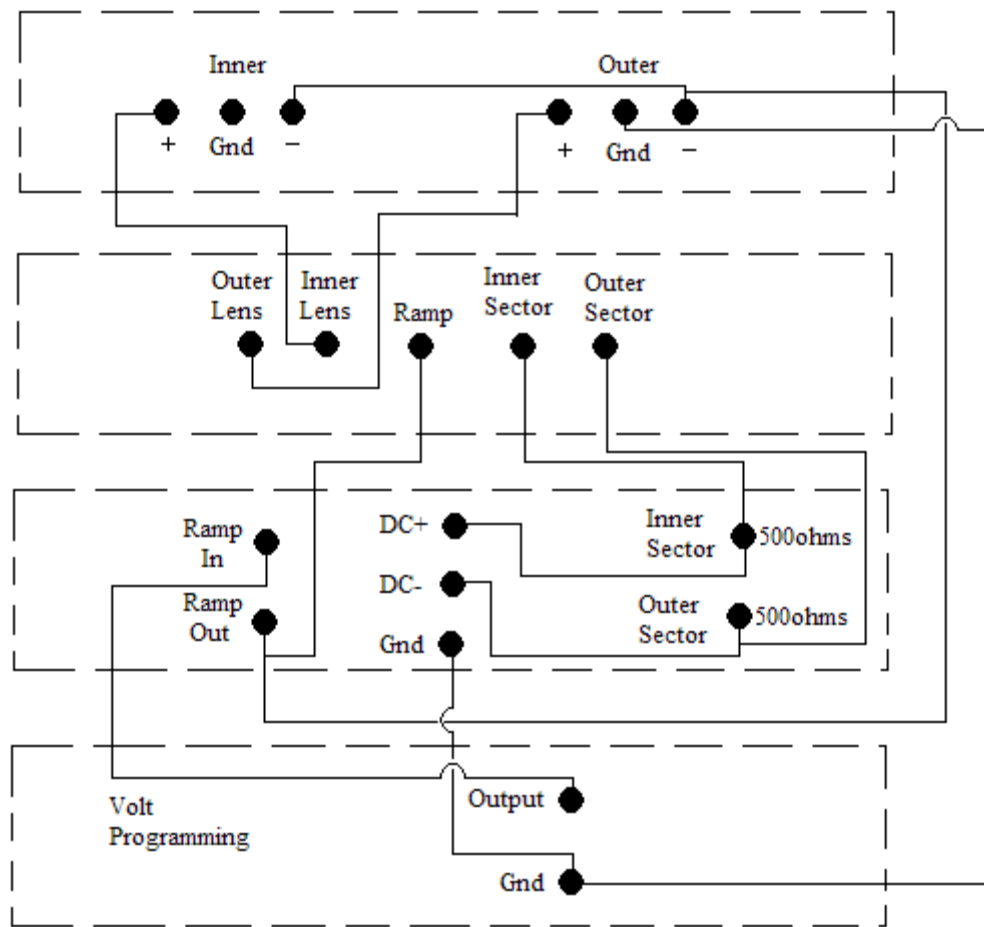 Inner
Outer
+ Gnd −
+ Gnd −
Outer
Lens
Inner
Lens
Ramp
Inner
Sector
Outer
Sector
Ramp
In
DC+
Inner
Sector
500ohms
DC-
Ramp
Out
Outer
Sector
500ohms
Gnd
Volt
Programming
Output
Gnd